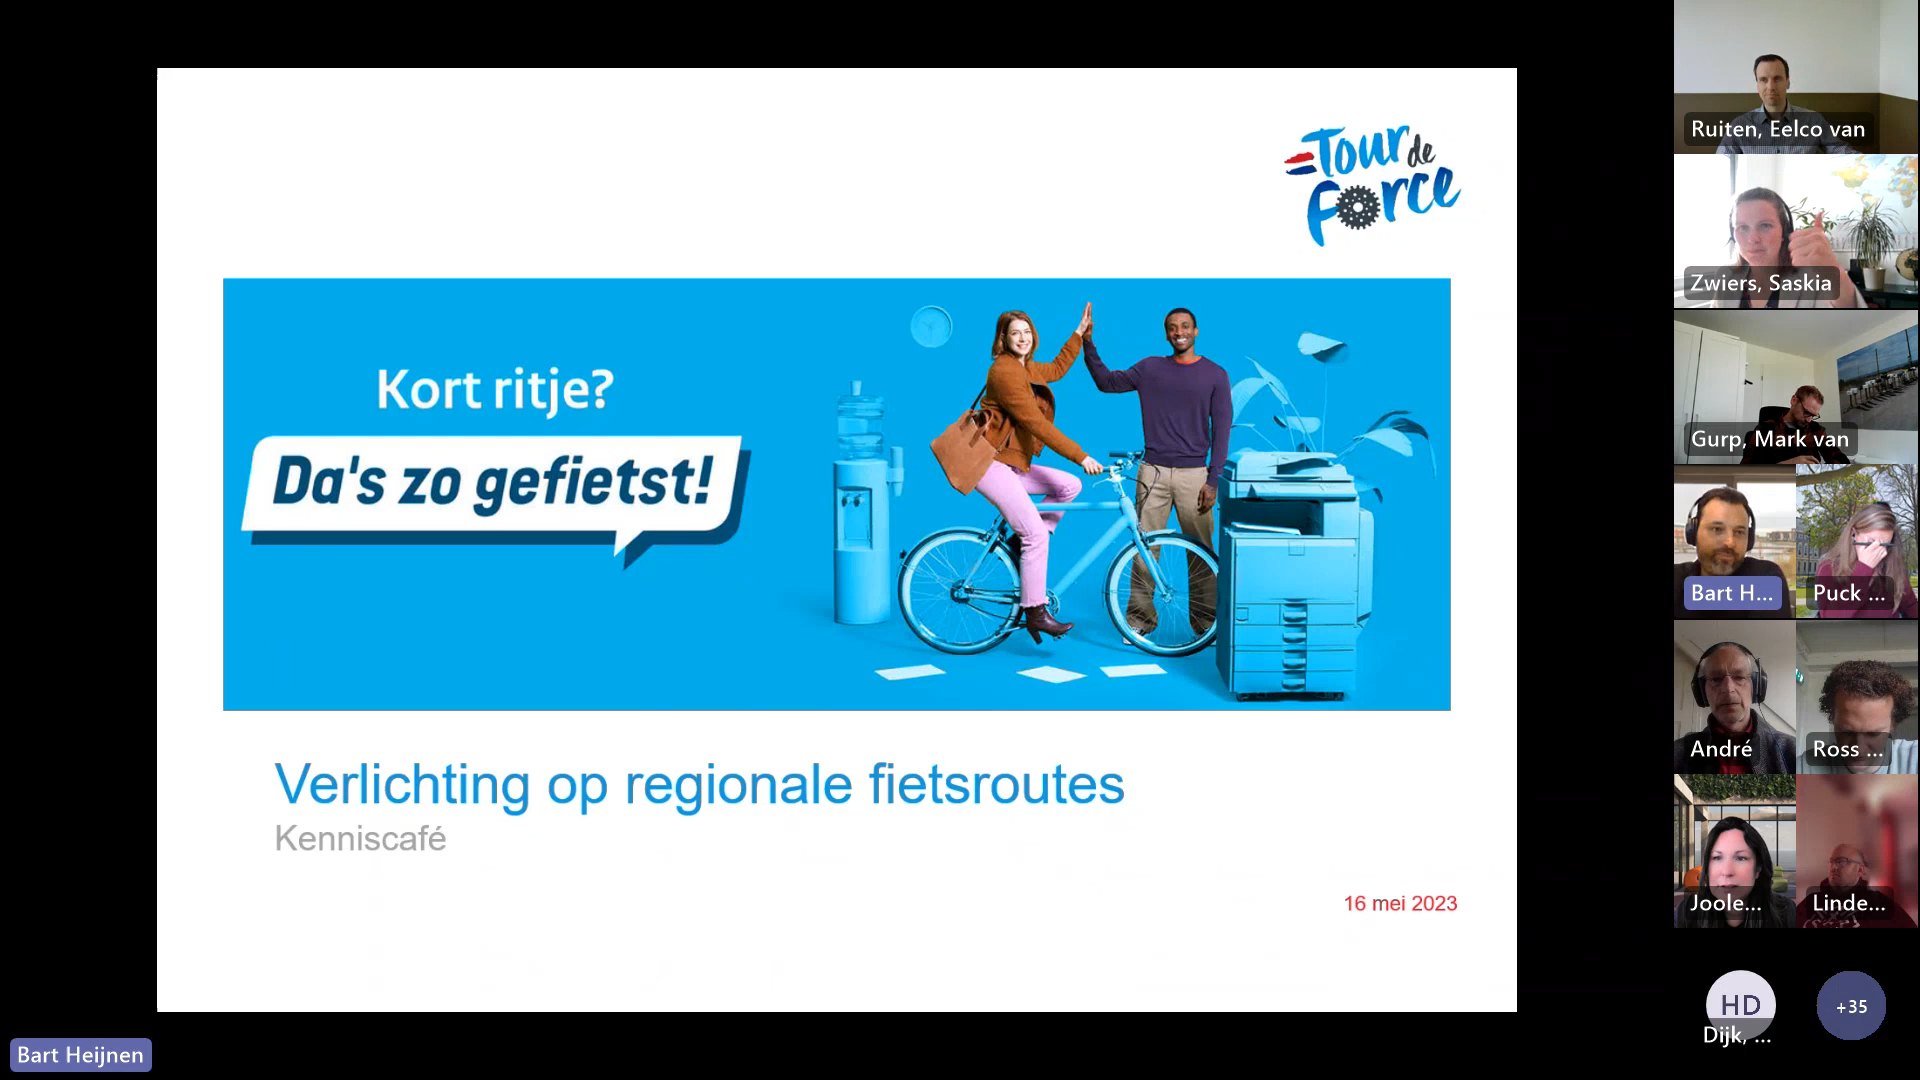 Tour de
Force
Kort ritje?
Da's zo gefietst!
Verlichting op regionale fietsroutes
Kenniscafé
16 mei 2023
Bart Heijnen
Ruiten, Eelco van
Zwiers, Saskia
Gurp, Mark van
Bart H...
Puck ...
André
Ross ...
Joole...
Linde...
HD
Dijk, ...
+35